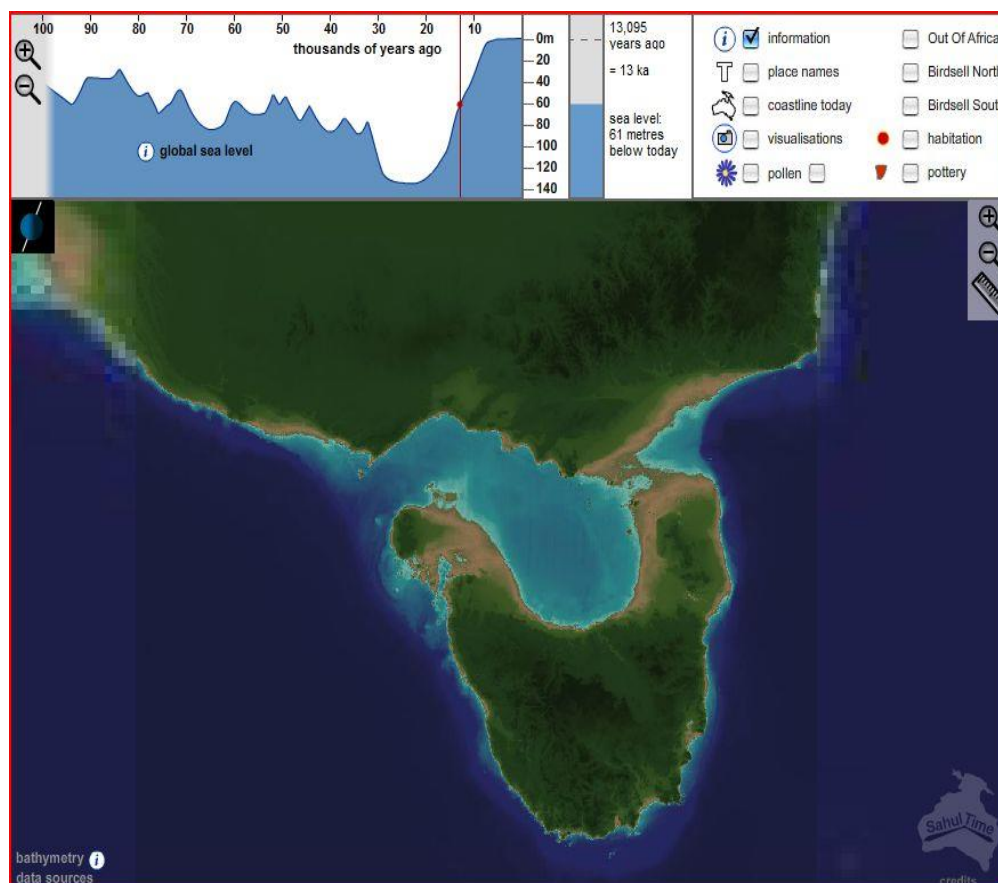 100 90 80 70 60 50 40 30 20 10
thousands of years ago
0m
20
40
60
80
100
120
140
i global sea level
13,095
years ago
= 13 ka
sea level:
61 metres
below today
i information
T place names
coastline today
visualisations
pollen
Out Of Africa
Birdsell North
Birdsell South
habitation
pottery
Sahul Time
bathymetry i
data sources
credits